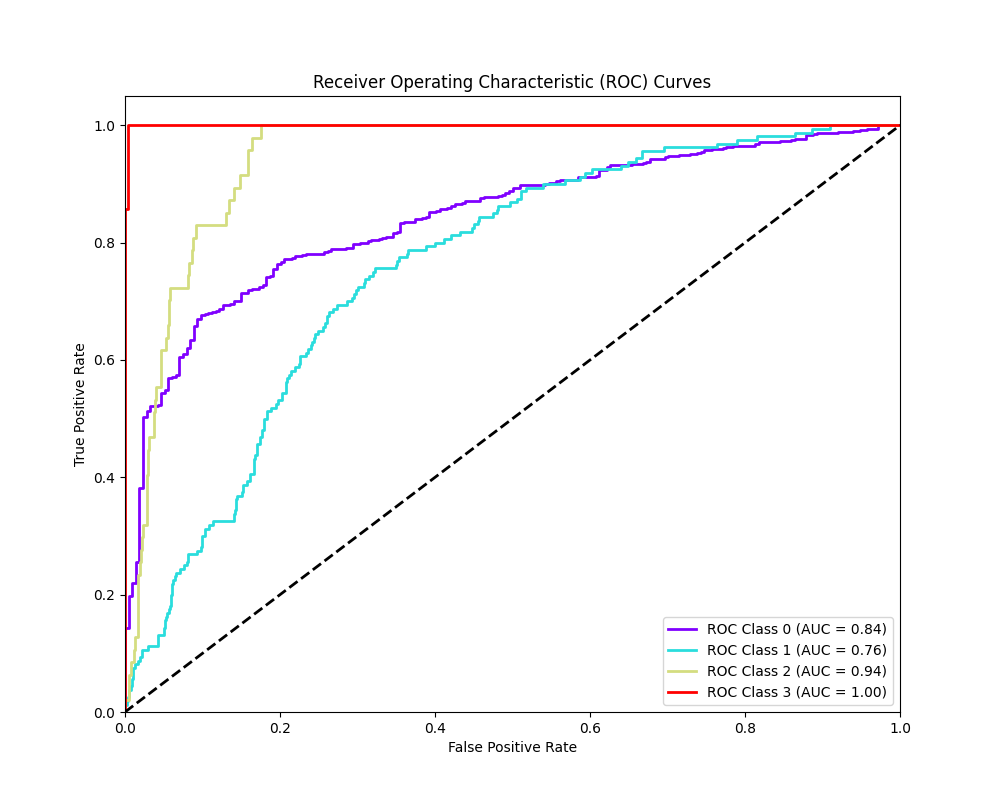 Receiver Operating Characteristic (ROC) Curves
True Positive Rate
1.0
0.8
0.6
0.4
0.2
0.0
0.0 0.2 0.4 0.6 0.8 1.0
False Positive Rate
ROC Class 0 (AUC = 0.84)
ROC Class 1 (AUC = 0.76)
ROC Class 2 (AUC = 0.94)
ROC Class 3 (AUC = 1.00)